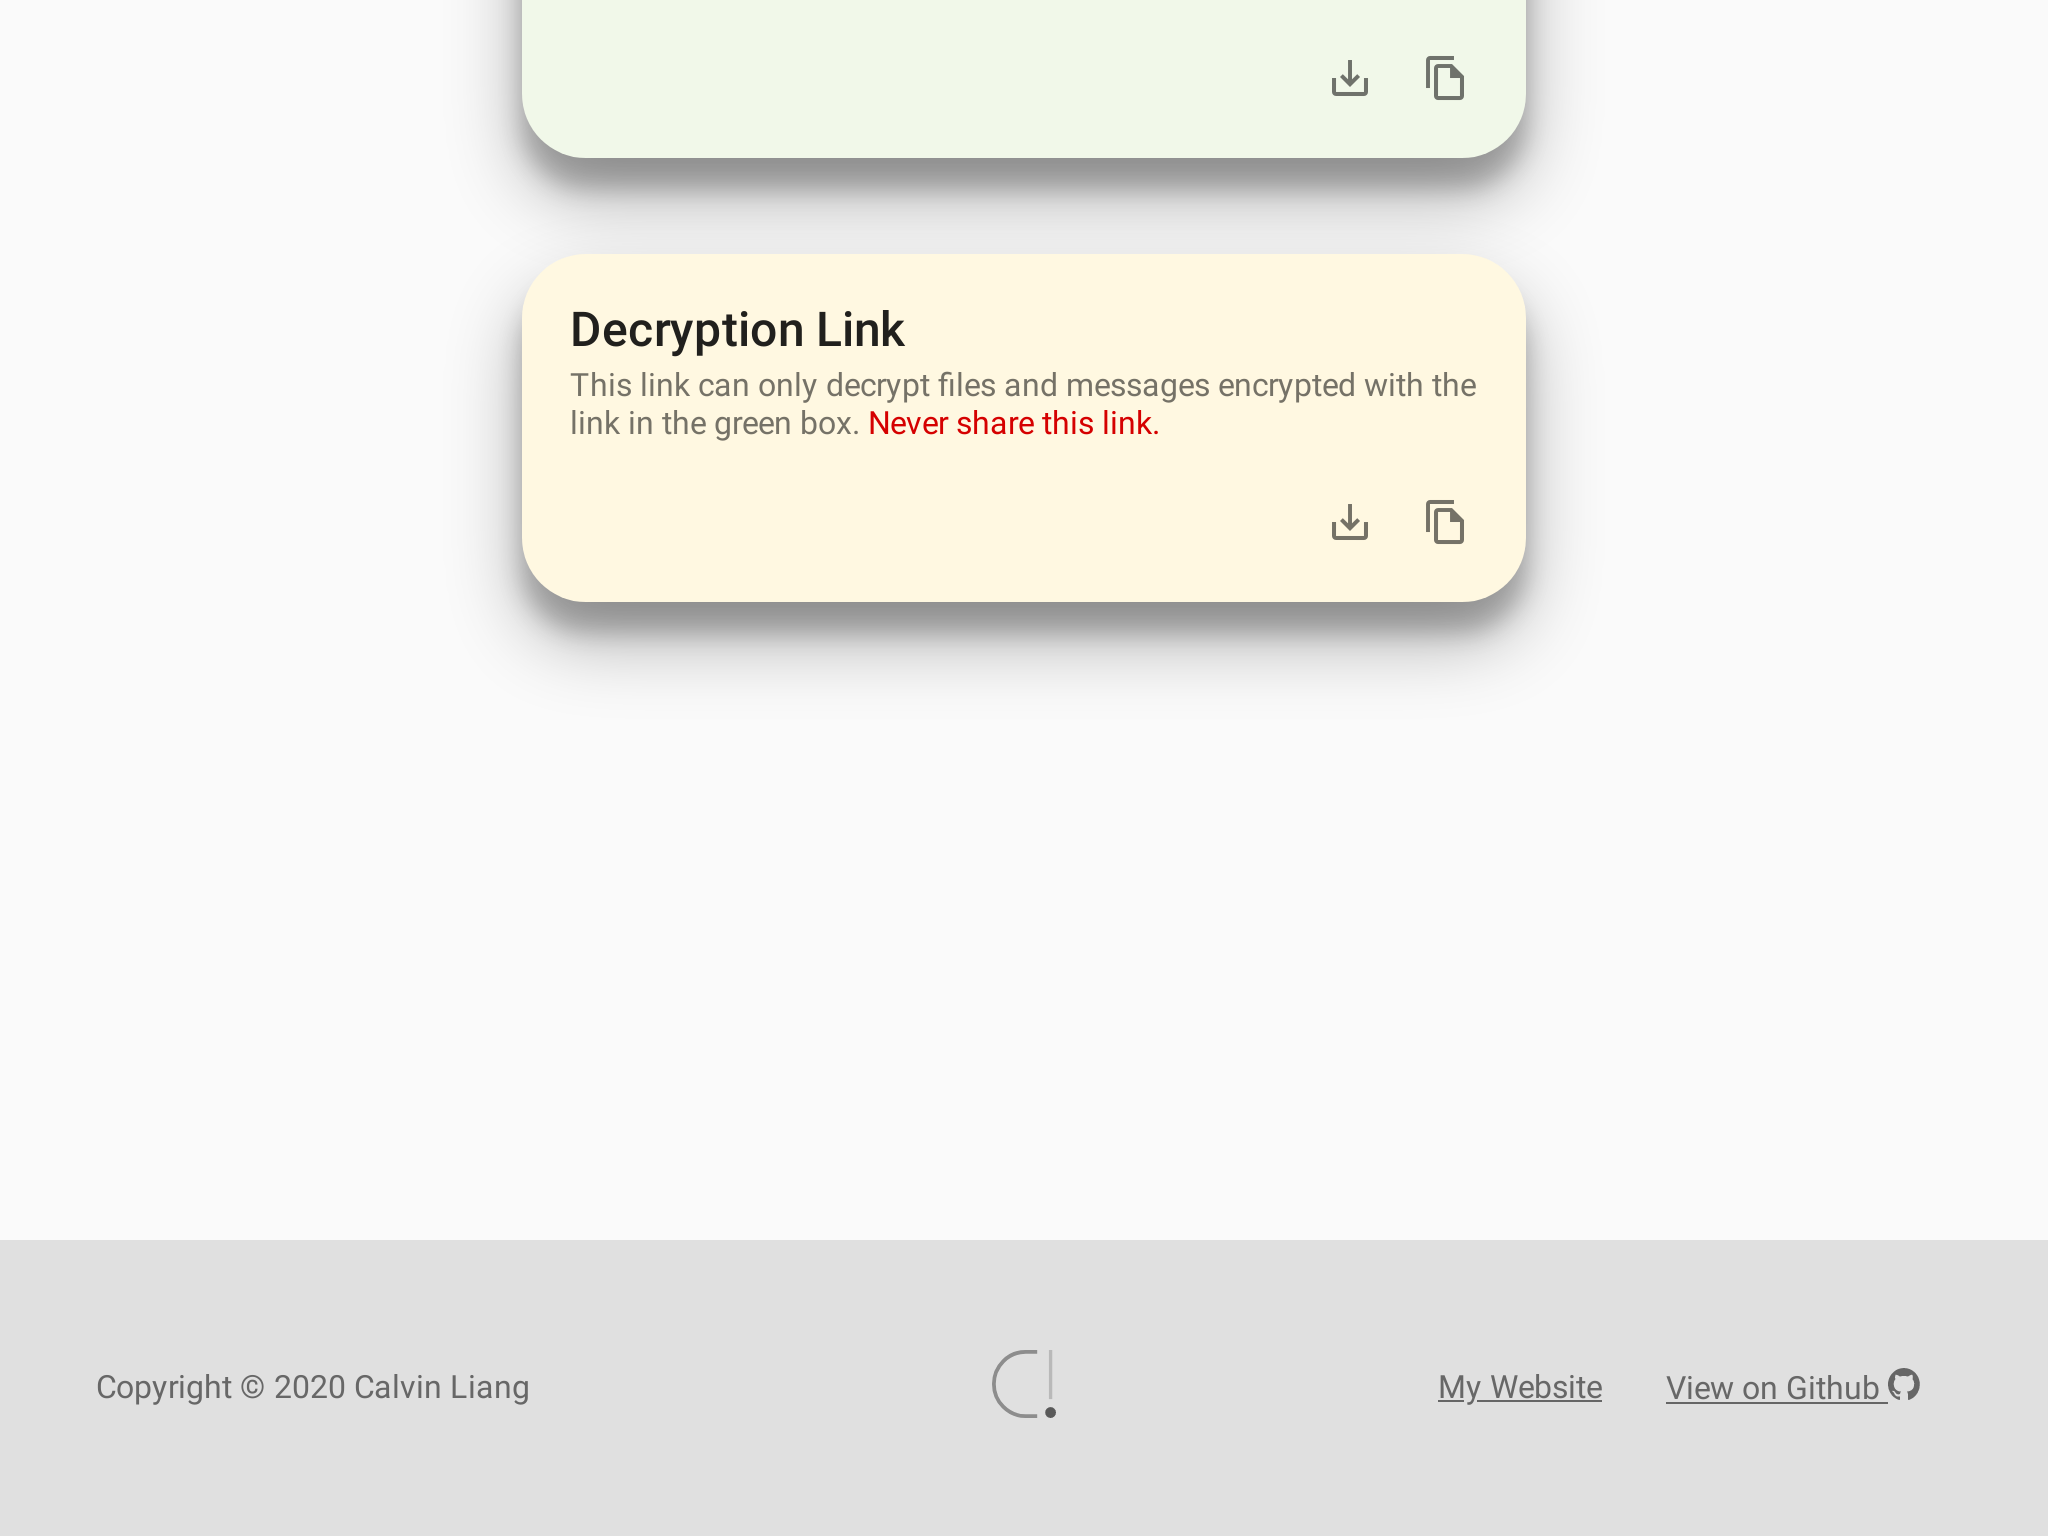 Decryption Link
This link can only decrypt files and messages encrypted with the
link in the green box. Never share this link.
Copyright © 2020 Calvin Liang
My Website
View on Github